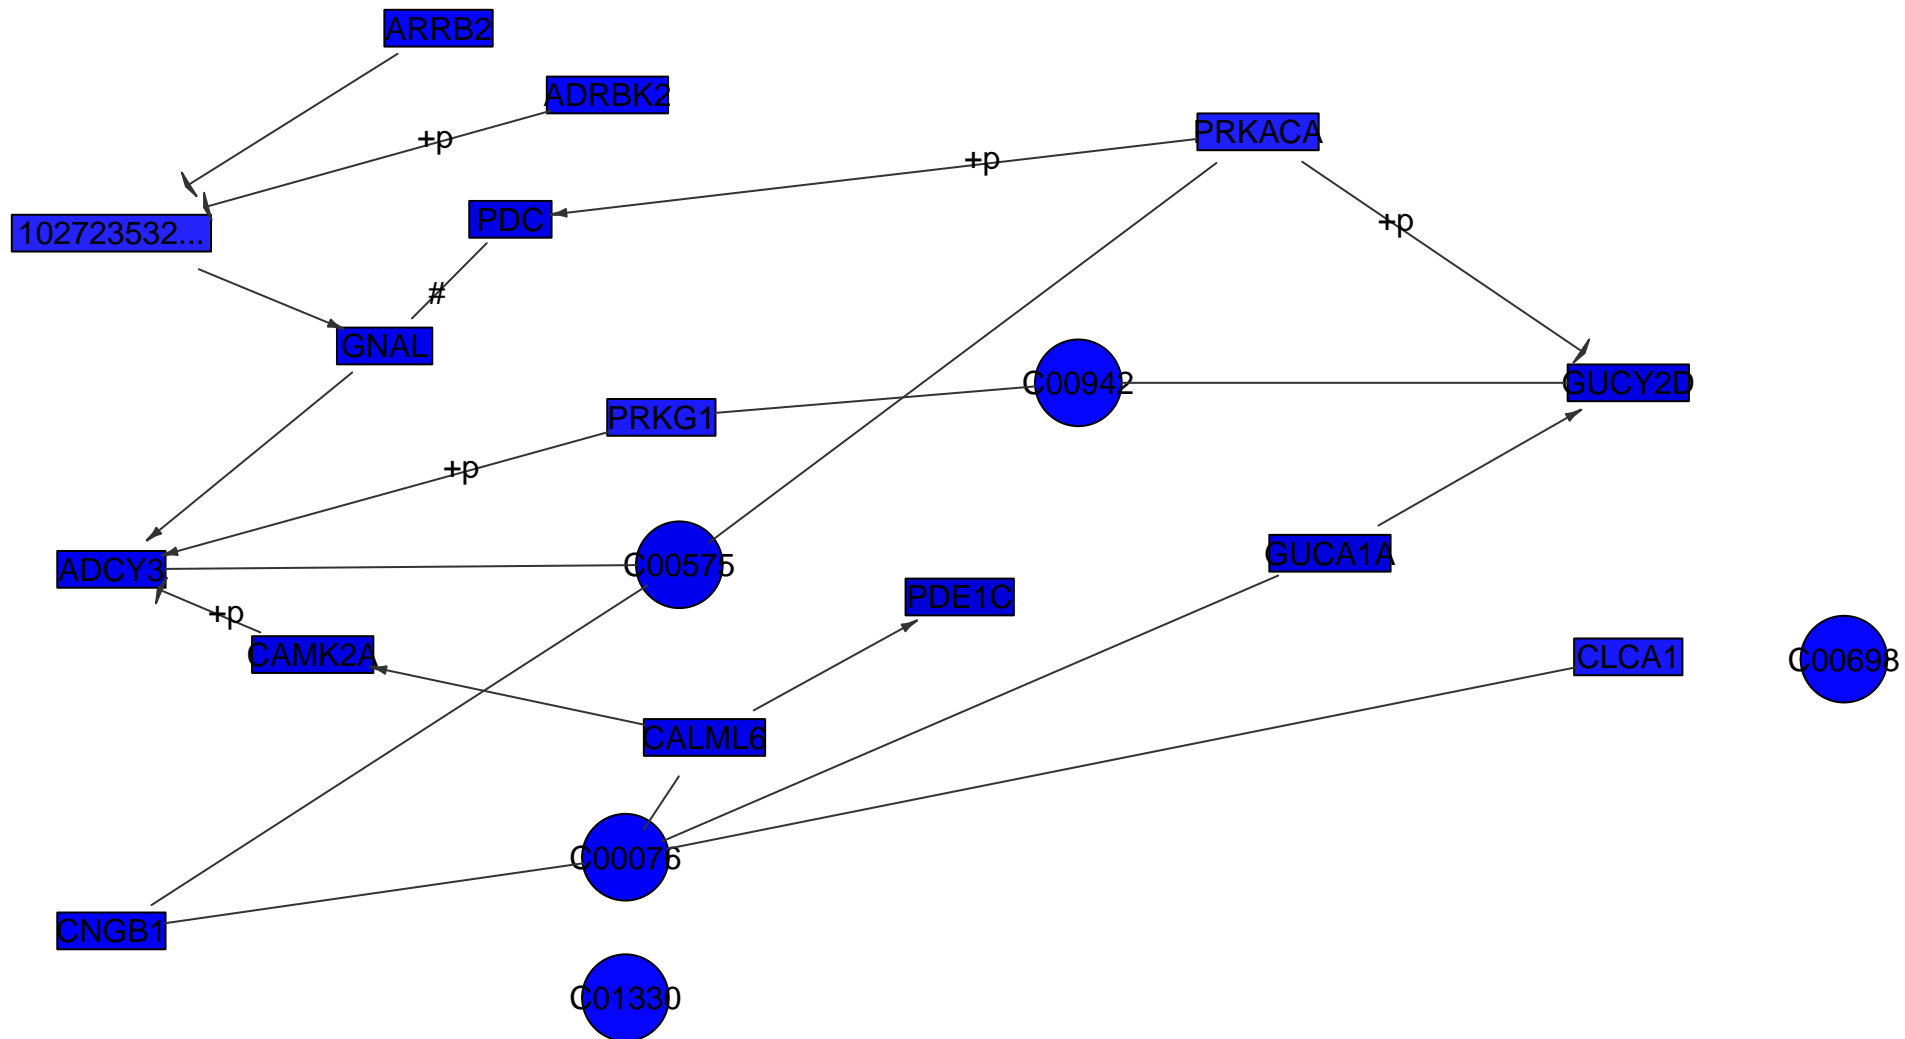 ARRB2
ADRBK2
PRKACA
+p
+p
PDC
+p
102723532...
#
GNAL
C00942
GUCY2D
PRKG1
+p
GUCA1A
ADCY3
C00575
PDE1C
+p
CAMK2A
CLCA1
C00698
CALML6
C00076
CNGB1
C01330